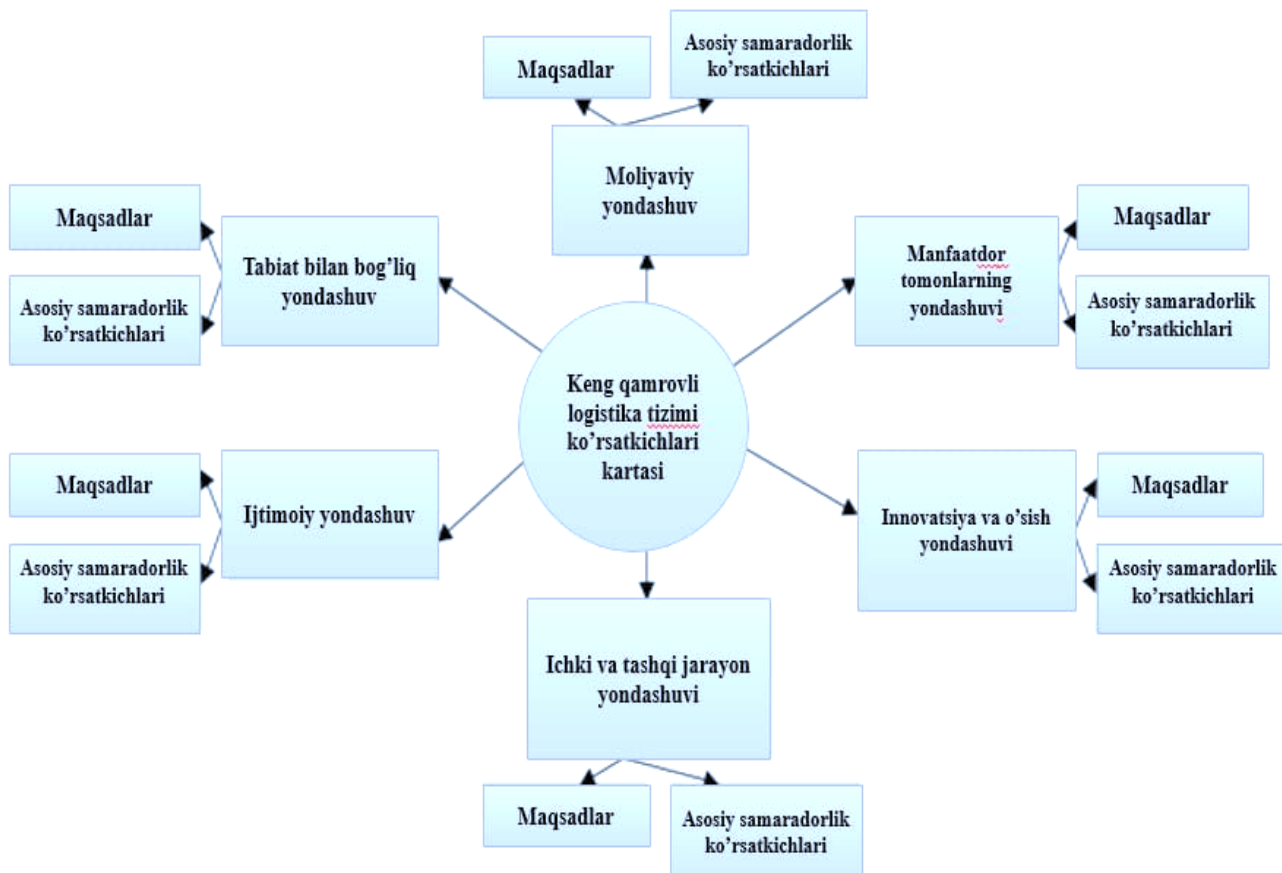 Maqsadlar
Asosiy samaradorlik
ko’rsatkichlari
Moliyaviy
yondashuv
Maqsadlar
Asosiy samaradorlik
ko’rsatkichlari
Tabiat bilan bog’liq
yondashuv
Manfaatdor
tomonlarning
yondashuvi
Maqsadlar
Asosiy samaradorlik
ko’rsatkichlari
Keng qamrovli
logistika tizimi
ko’rsatkichlari
kartasi
Maqsadlar
Asosiy samaradorlik
ko’rsatkichlari
Ijtimoiy yondashuv
Innovatsiya va o’sish
yondashuvi
Maqsadlar
Asosiy samaradorlik
ko’rsatkichlari
Ichki va tashqi jarayon
yondashuvi
Maqsadlar
Asosiy samaradorlik
ko’rsatkichlari